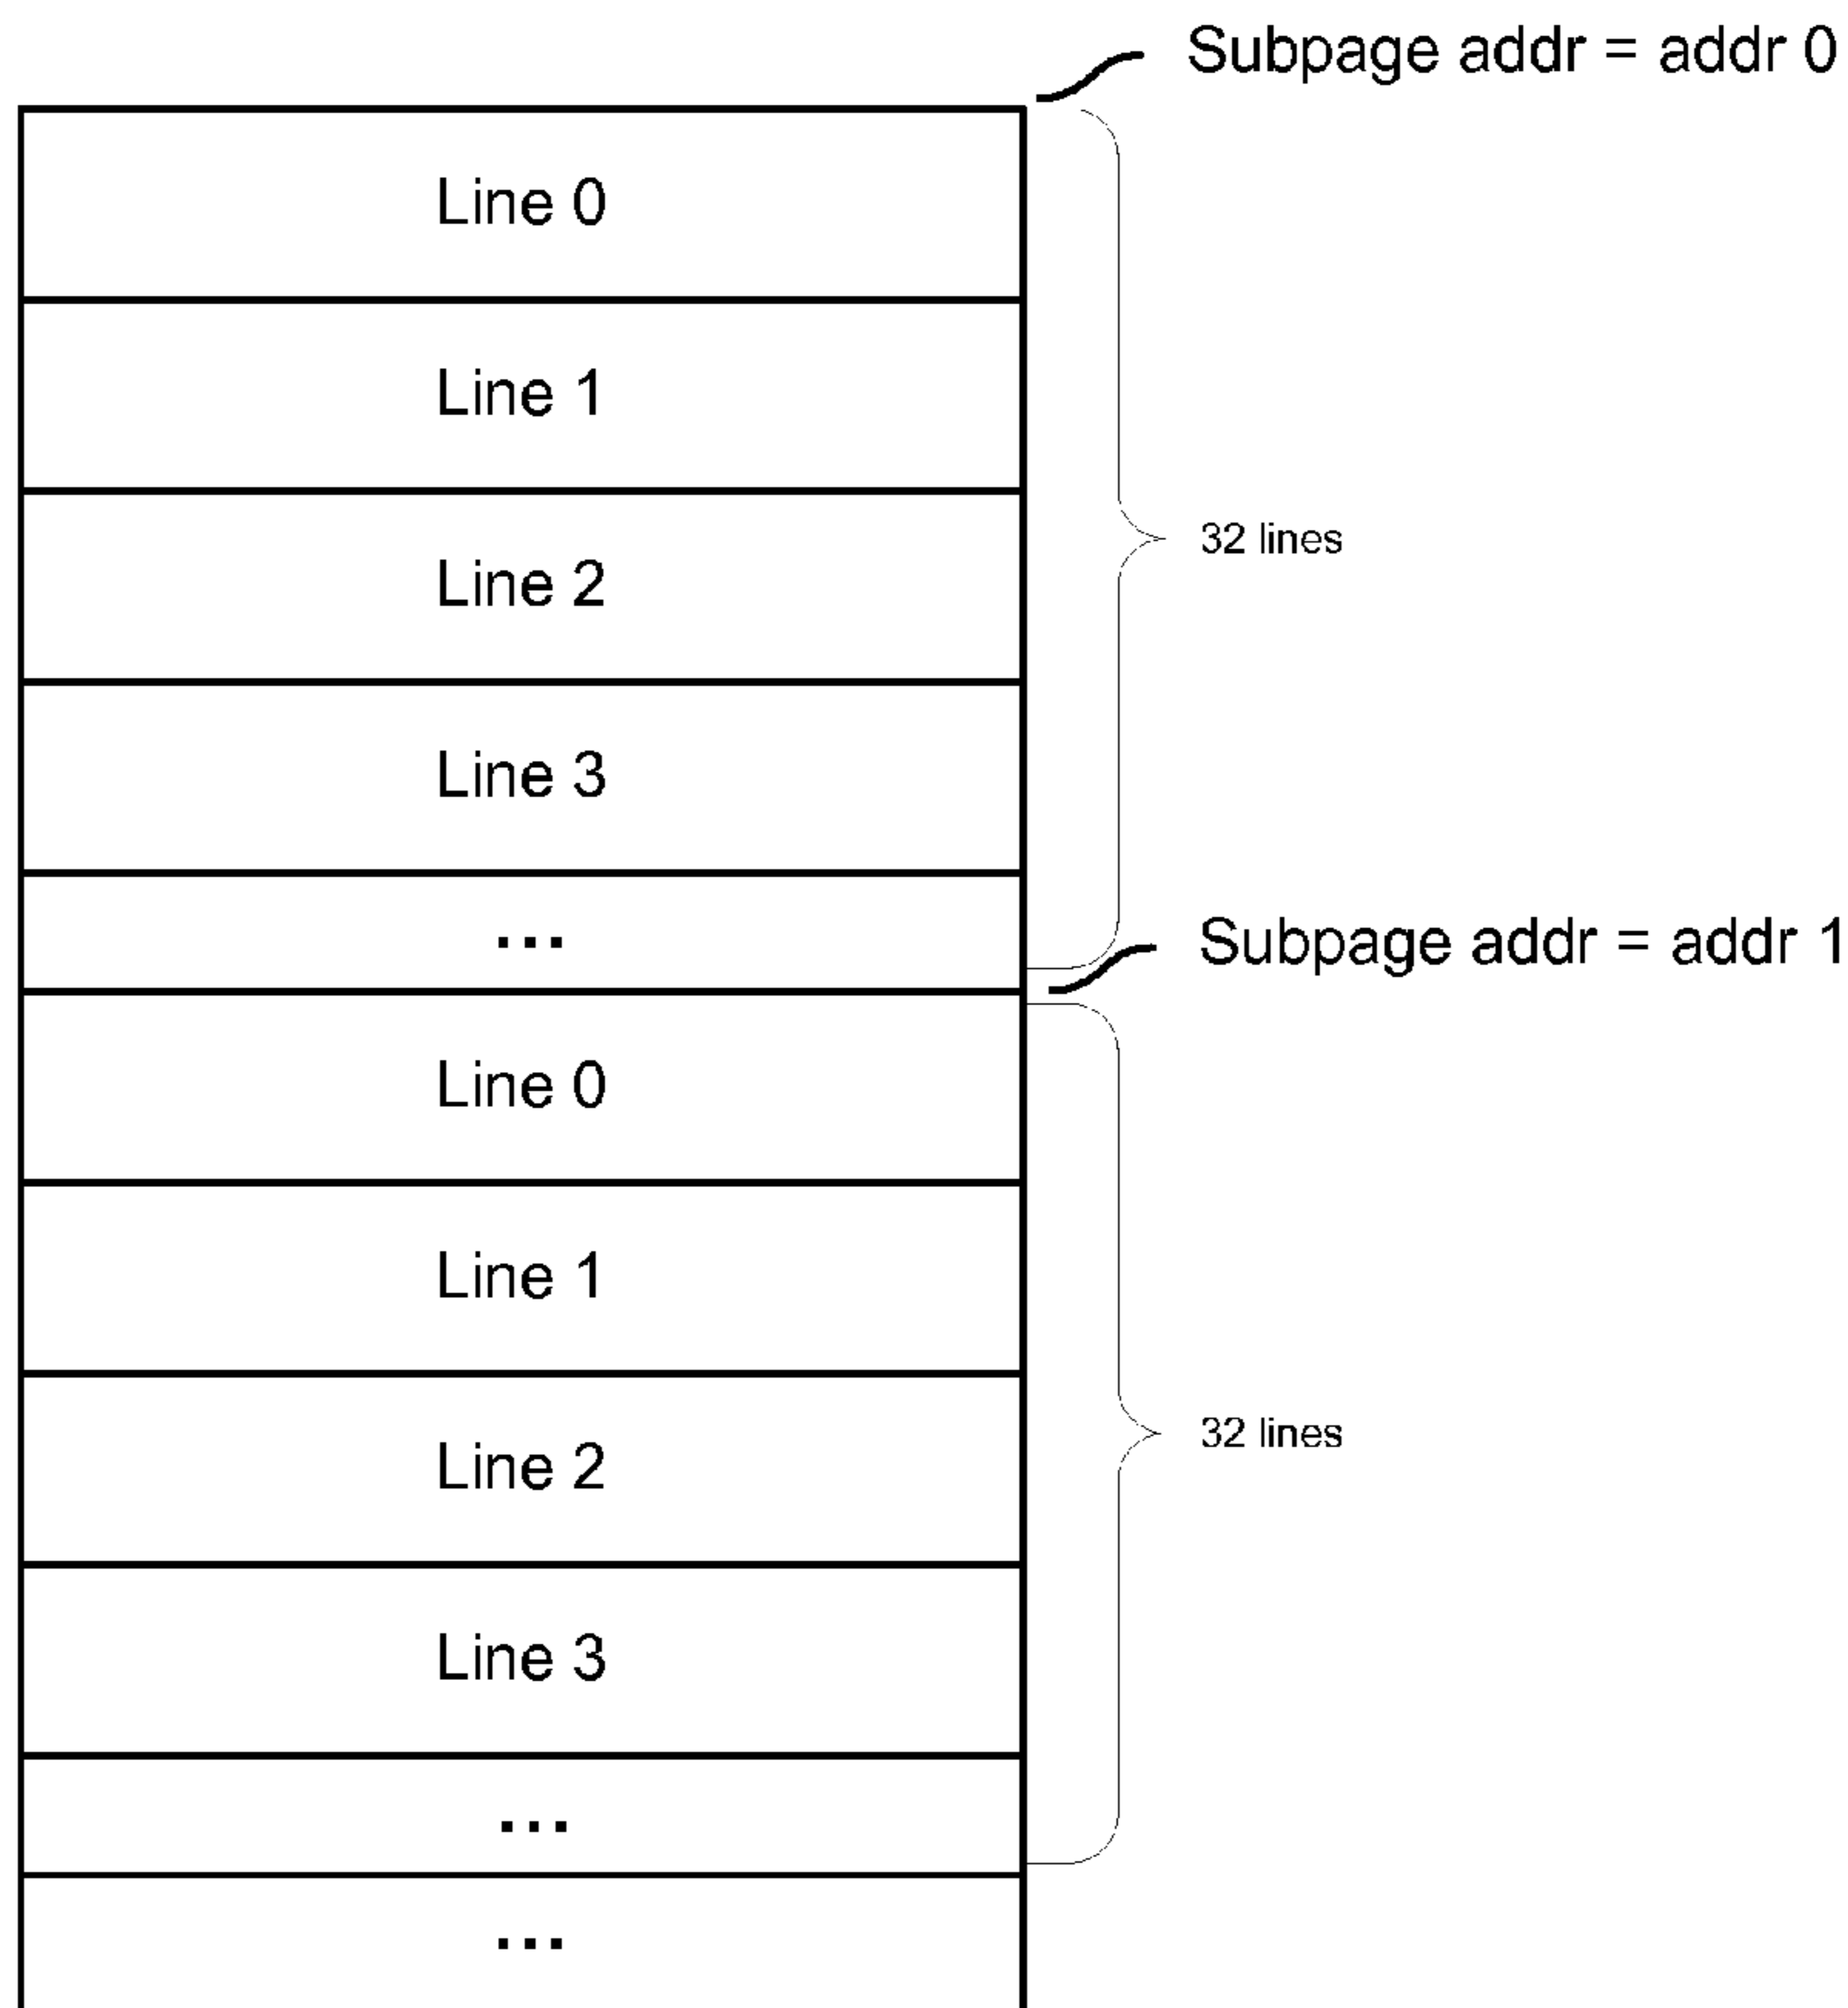 Subpage addr = addr 0
Line 0
Line 1
Line 2
32 lines
Line 3
...
Subpage addr = addr 1
Line 0
Line 1
Line 2
32 lines
Line 3
...
...